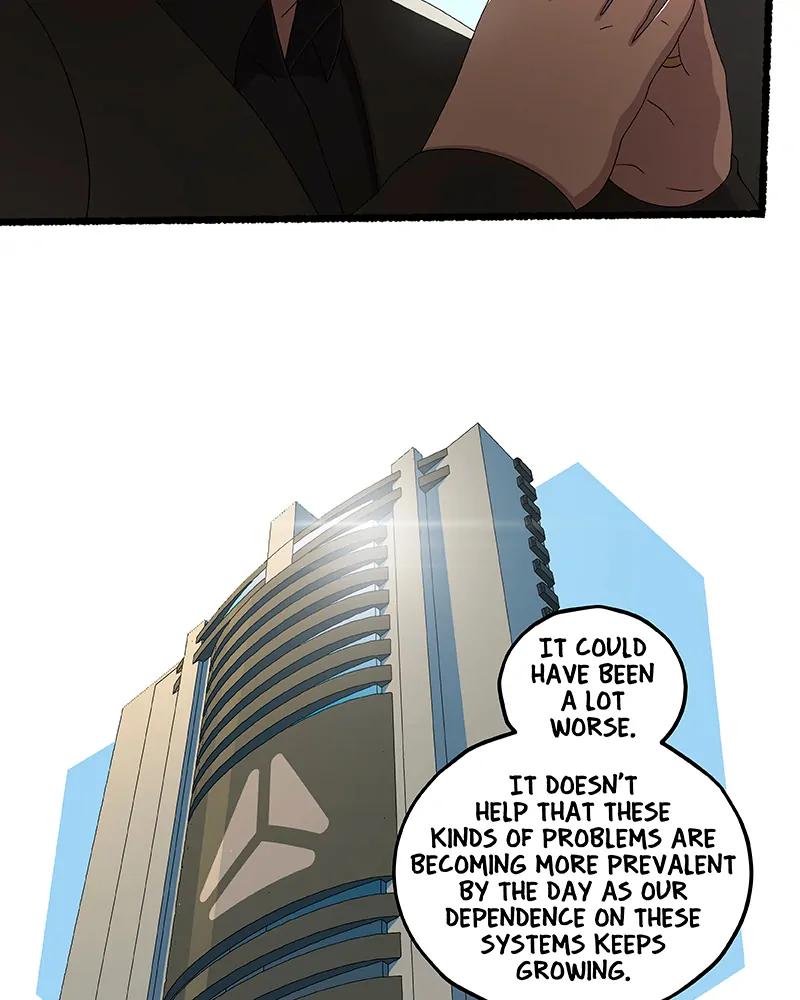 IT COULD
HAVE BEEN
A LOT
WORSE.
IT DOESN'T
HELP THAT THESE
KINDS OF PROBLEMS ARE
BECOMING MORE PREVALENT
BY THE DAY AS OUR
DEPENDENCE ON THESE
SYSTEMS KEEPS
GROWING.